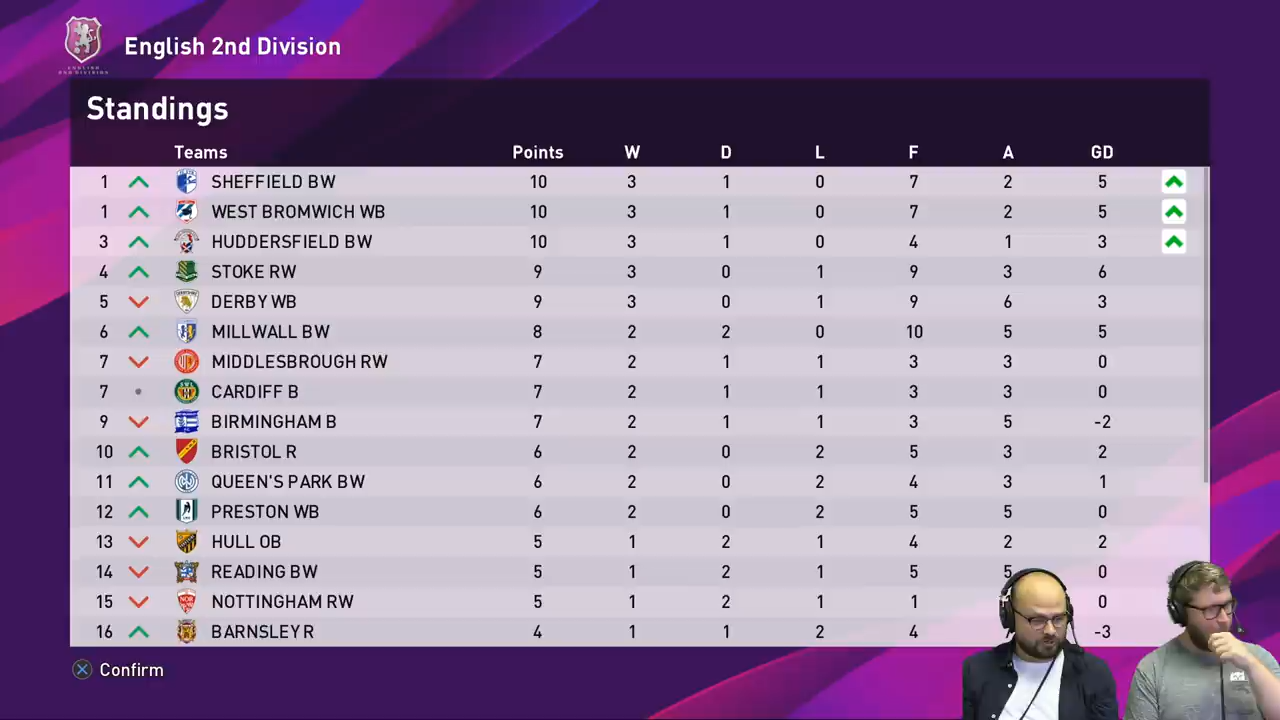 English 2nd Division
Standings
Teams Points W D L F A GD
1 SHEFFIELD BW 10 3 1 0 7 2 5
1 WEST BROMWICH WB 10 3 1 0 7 2 5
3 HUDDERSFIELD BW 10 3 1 0 4 1 3
4 STOKE RW 9 3 0 1 9 3 6
5 DERBY WB 9 3 0 1 9 6 3
6 MILLWALL BW 8 2 2 0 10 5 5
7 MIDDLESBROUGH RW 7 2 1 1 3 3 0
7 CARDIFF B 7 2 1 1 3 3 0
9 BIRMINGHAM B 7 2 1 1 3 5 -2
10 BRISTOL R 6 2 0 2 5 3 2
11 QUEEN'S PARK BW 6 2 0 2 4 3 1
12 PRESTON WB 6 2 0 2 5 5 0
13 HULL OB 5 1 2 1 4 2 2
14 READING BW 5 1 2 1 5 5 0
15 NOTTINGHAM RW 5 1 2 1 1 0
16 BARNSLEY R 4 1 1 2 4 -3
Confirm